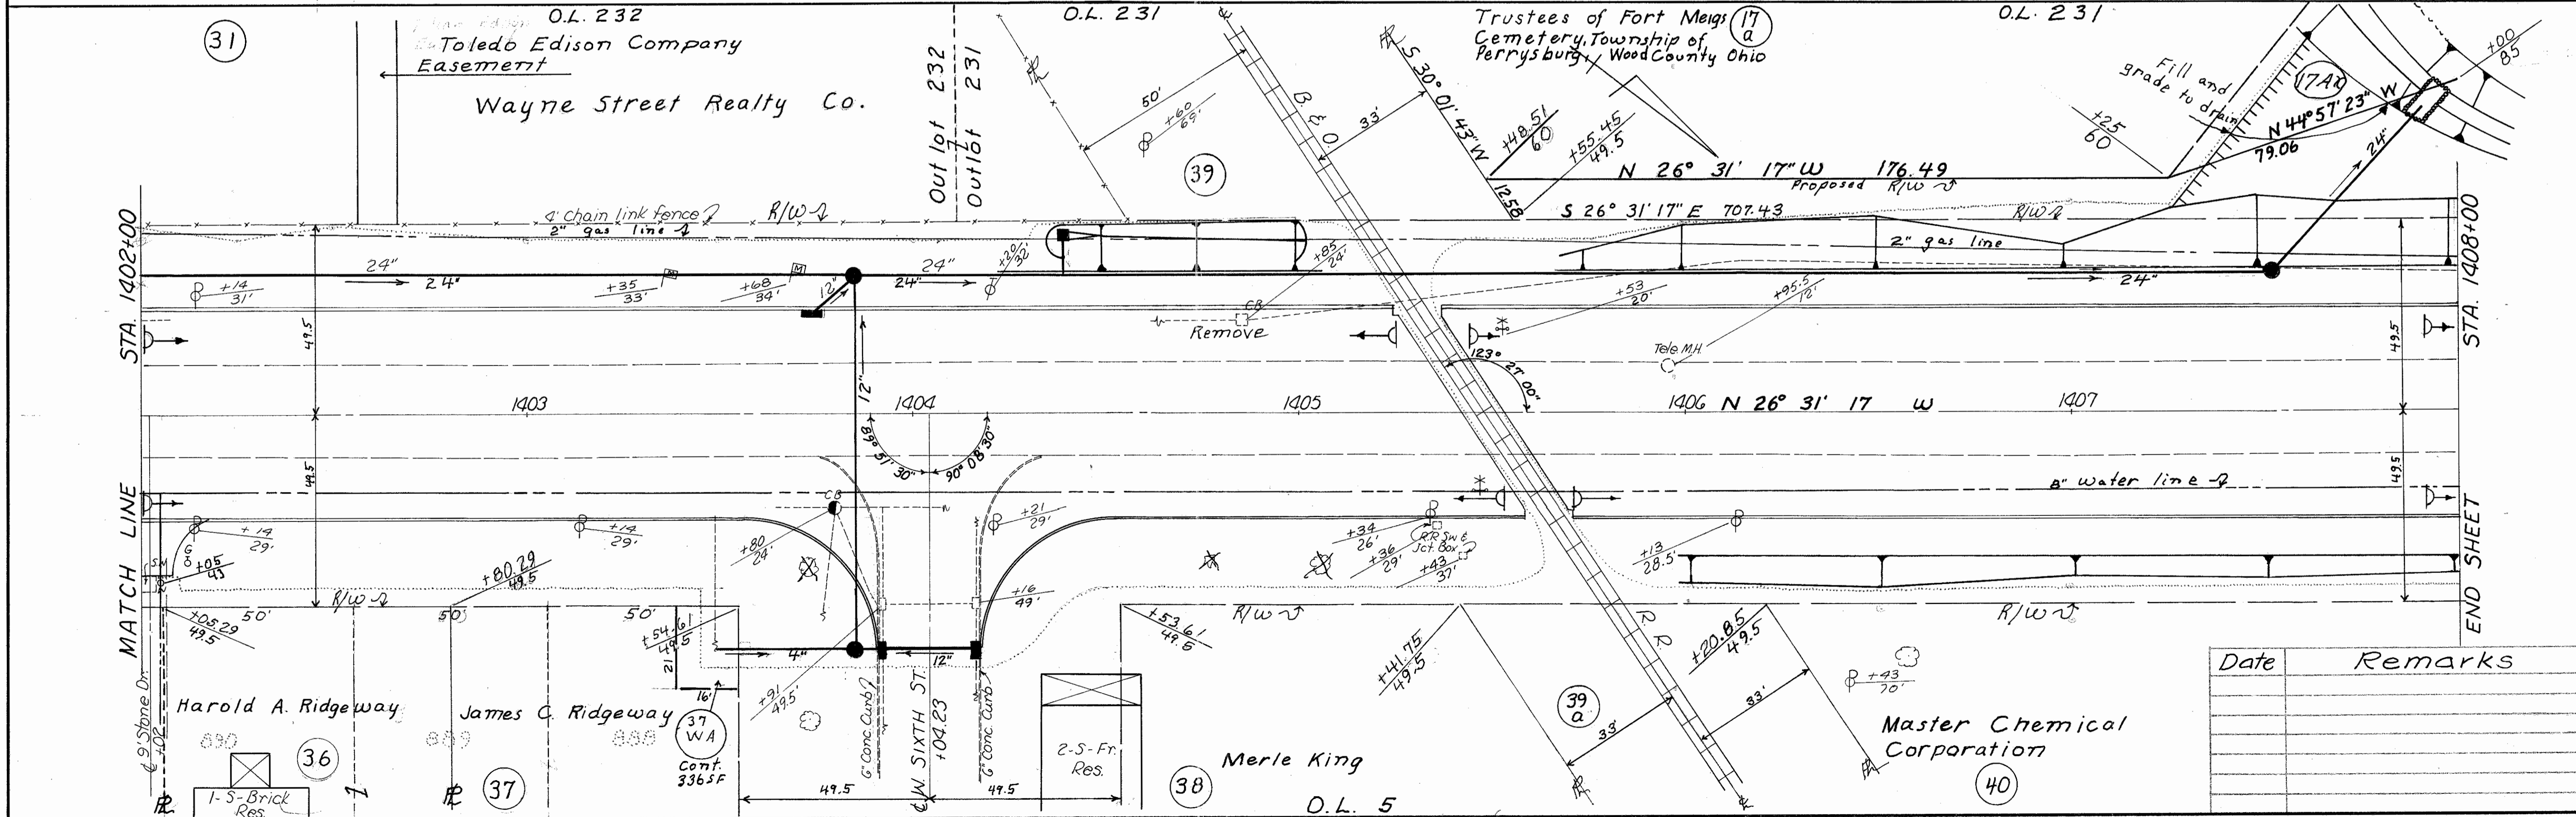 31
O.L. 232
Toledo Edison Company
Easement
Wayne Street Realty Co.
Outlot 232
Outlot 231
O.L. 231
50'
+60
69'
39
B. & O.
33'
S 30° 01' 43" W
12.58
Trustees of Fort Meigs
Cemetery, Township of
Perrysburg, Wood County Ohio
17
a
+48.51
60
+55.45
49.5
N 26° 31' 17" W 176.49
Proposed R/W
S 26° 31' 17" E 707.43
R/W
O.L. 231
Fill and
grade to drain
+25
60
17A
N 44° 57' 23" W
79.06
24"
+00
85
STA. 1402+00
4' Chain link fence
R/W
2" gas line
24"
24"
+14
31'
+35
33'
+68
34'
12"
24"
24"
+20
32'
+85
24'
CB
Remove
+53
20'
+95.5
12'
2" gas line
24"
STA. 1408+00
49.5
Tele. M.H.
123° 27' 00"
49.5
1403
1404
1405
1406
N 26° 31' 17 W
1407
12"
89° 51' 30"
90° 08' 30"
49.5
49.5
8" water line
MATCH LINE
END SHEET
CB
+14
29'
+05
43
+14
29'
+80
24'
+21
29'
+34
26'
+36
29'
R.R. SW &
Jct. Box
+43
37'
+13
28.5'
+80.29
49.5
R/W
+05.29
49.5
50'
50'
50'
+54.61
49.5
21
16'
4"
12"
+16
49'
+53.61
49.5
R/W
+41.75
49.5
+20.85
49.5
R/W
+91
49.5'
¢ 9' Stone Dr.
+02
Harold A. Ridgeway
890
36
1-S-Brick
Res.
James C. Ridgeway
889
888
37
37
WA
Cont.
336 SF
6" Conc. Curb
¢ W. SIXTH ST.
+04.23
6" Conc. Curb
49.5
49.5
2-S-Fr.
Res.
38
Merle King
O.L. 5
39
a
33'
33'
R. R.
+43
70'
Master Chemical
Corporation
40
Date
Remarks